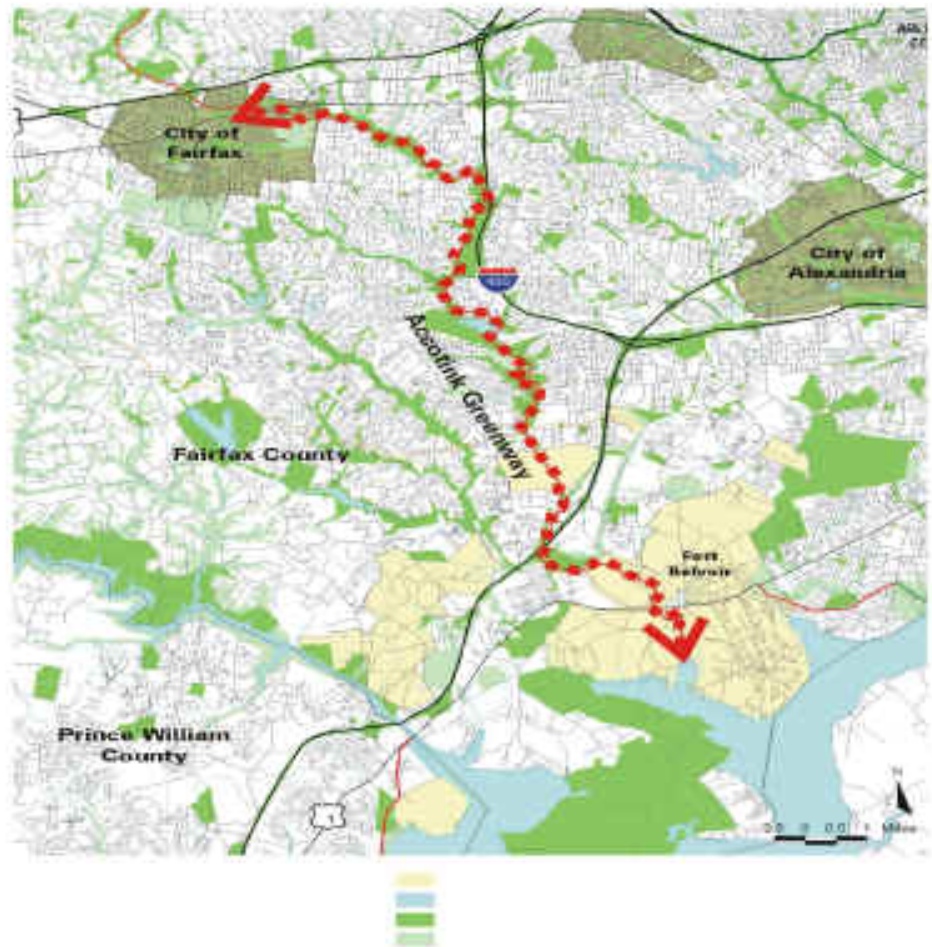 City of
Fairfax
City of
Alexandria
Accotink Greenway
Fairfax County
Fort
Belvoir
Prince William
County
1
N
Miles